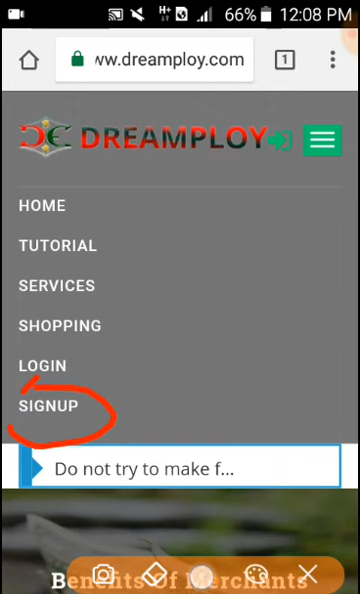 H+
66%
12:08 PM
ww.dreamploy.com
1
DREAMPLOY
HOME
TUTORIAL
SERVICES
SHOPPING
LOGIN
SIGNUP
Do not try to make f...
Benefits Of Merchants